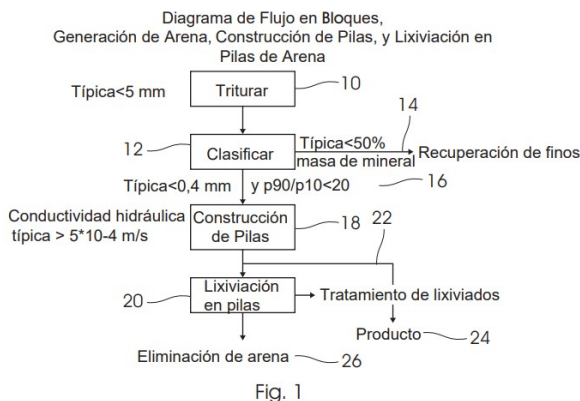 Diagrama de Flujo en Bloques,
Generación de Arena, Construcción de Pilas, y Lixiviación en
Pilas de Arena
Típica<5 mm
Triturar
10
12
Clasificar
Típica<50%
masa de mineral
14
Recuperación de finos
Típica<0,4 mm
y p90/p10<20
16
Conductividad hidráulica
típica > 5*10-4 m/s
Construcción
de Pilas
18
22
20
Lixiviación
en pilas
Tratamiento de lixiviados
Producto
24
Eliminación de arena
26
Fig. 1